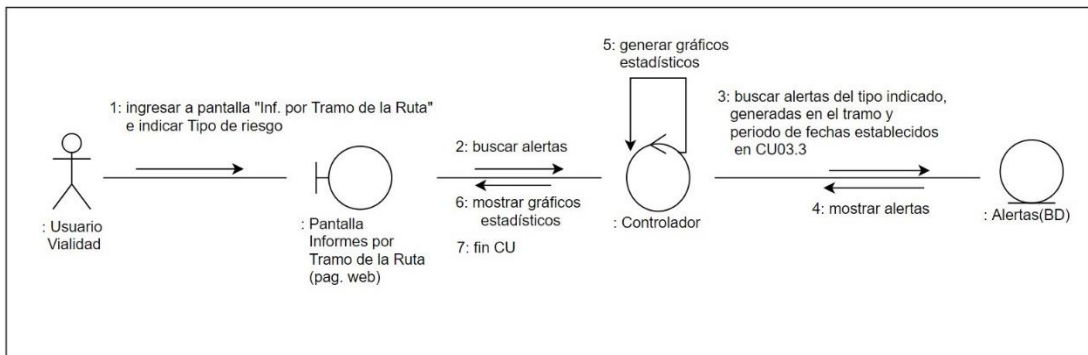 5: generar gráficos
estadísticos
1: ingresar a pantalla "Inf. por Tramo de la Ruta"
e indicar Tipo de riesgo
3: buscar alertas del tipo indicado,
generadas en el tramo y
periodo de fechas establecidos
en CU03.3
2: buscar alertas
6: mostrar gráficos
estadísticos
7: fin CU
4: mostrar alertas
: Usuario
Vialidad
: Pantalla
Informes por
Tramo de la Ruta
(pag. web)
: Controlador
: Alertas(BD)